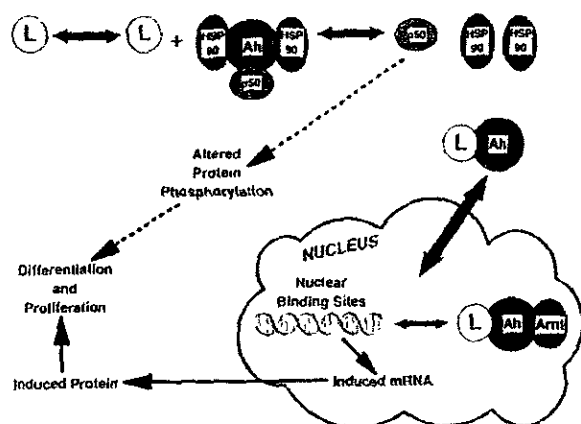 L
L
+
HSP
90
Ah
HSP
90
p50
p50
HSP
90
HSP
90
Altered
Protein
Phosphacylation
L
Ah
NUCLEUS
Differentiation
and
Proliferation
Nuclear
Binding Sites
L
Ah
Arnt
Induced Protein
Induced mRNA